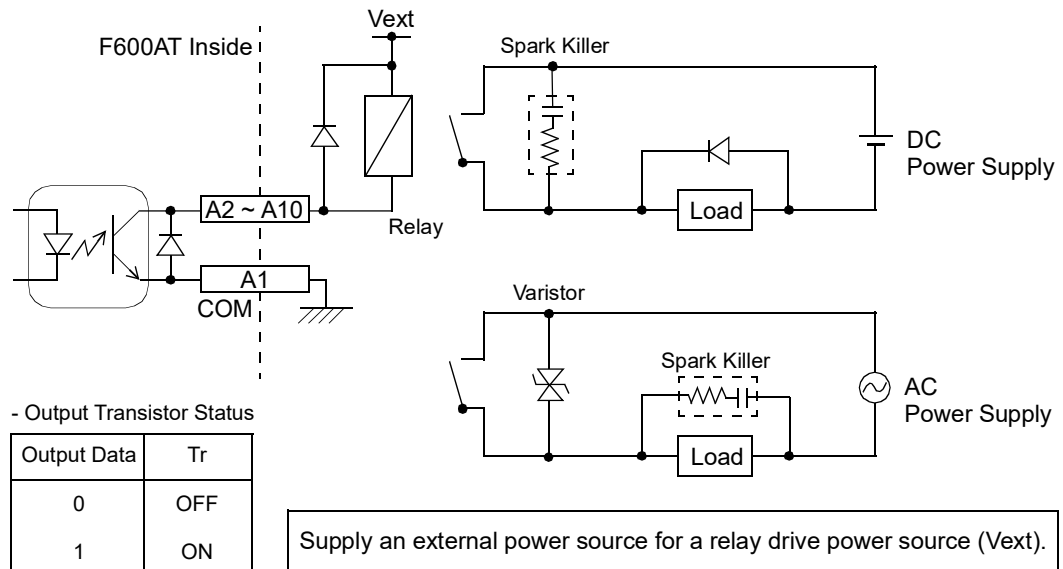 Vext
F600AT Inside
Spark Killer
DC
Power Supply
A2 ~ A10
Load
Relay
A1
COM
Varistor
Spark Killer
AC
Power Supply
Load
- Output Transistor Status
Output Data Tr
0 OFF
1 ON
Supply an external power source for a relay drive power source (Vext).